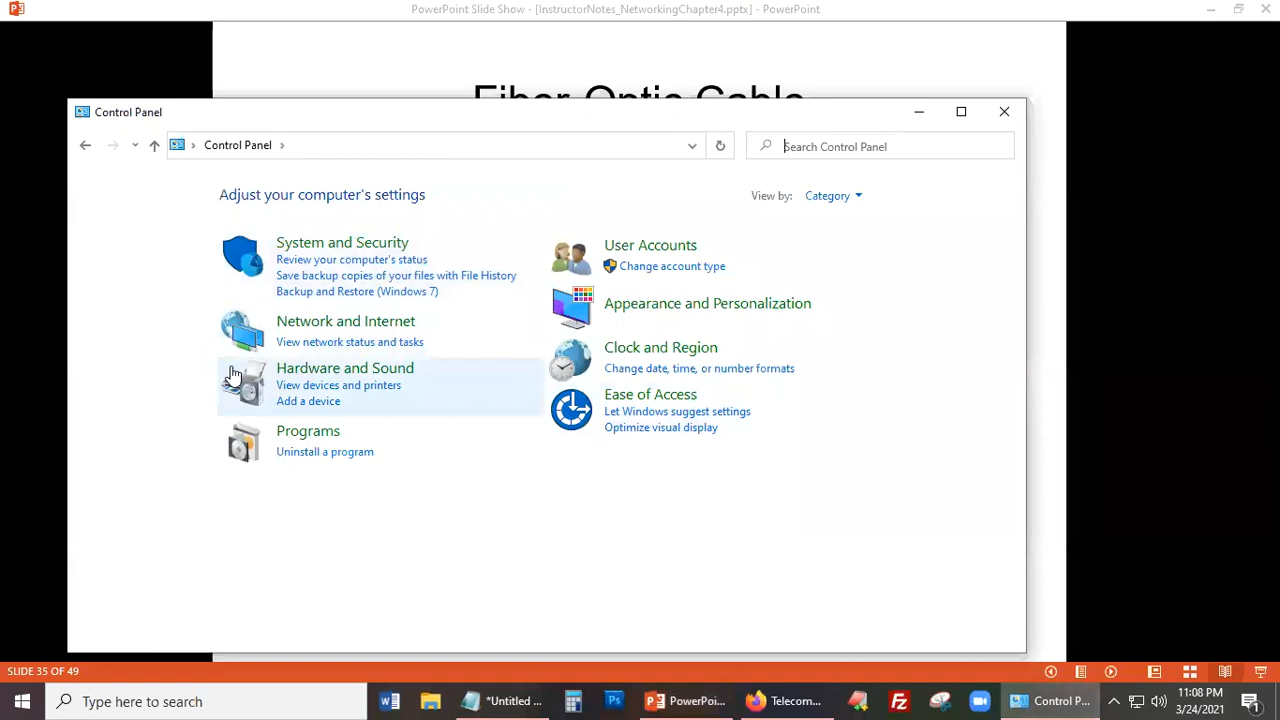 PowerPoint Slide Show - [InstructorNotes_NetworkingChapter4.pptx] - PowerPoint
Fiber-Optic Cable
Control Panel
Control Panel
Search Control Panel
Adjust your computer's settings
View by: Category
System and Security
Review your computer's status
Save backup copies of your files with File History
Backup and Restore (Windows 7)
Network and Internet
View network status and tasks
Hardware and Sound
View devices and printers
Add a device
Programs
Uninstall a program
User Accounts
Change account type
Appearance and Personalization
Clock and Region
Change date, time, or number formats
Ease of Access
Let Windows suggest settings
Optimize visual display
SLIDE 35 OF 49
Type here to search
*Untitled ...
PowerPoi...
Telecom...
Control P...
11:08 PM
3/24/2021
1